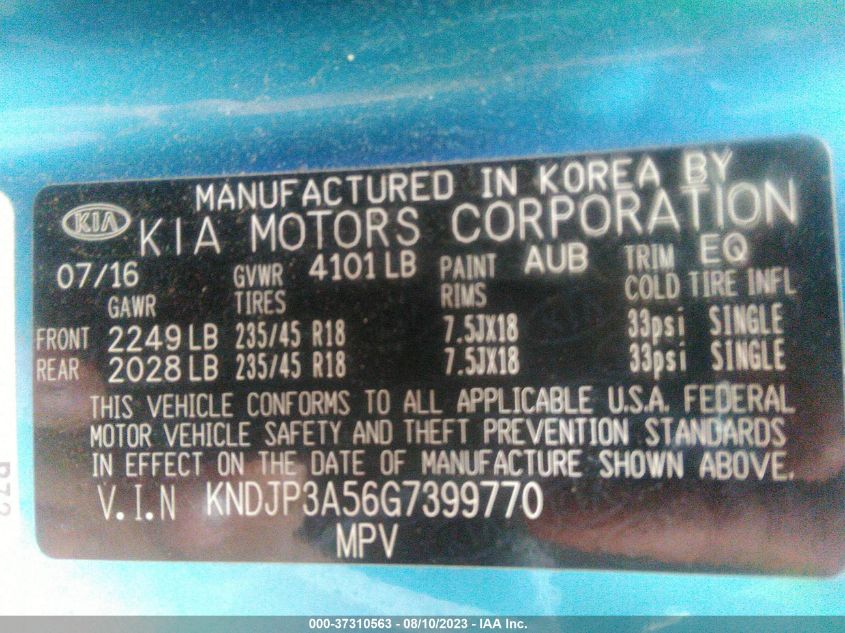 MANUFACTURED IN KOREA BY
KIA KIA MOTORS CORPORATION
07/16 GVWR 4101 LB PAINT AUB TRIM EQ
GAWR TIRES RIMS COLD TIRE INFL
FRONT 2249 LB 235/45 R18 7.5JX18 33psi SINGLE
REAR 2028 LB 235/45 R18 7.5JX18 33psi SINGLE
THIS VEHICLE CONFORMS TO ALL APPLICABLE U.S.A. FEDERAL
MOTOR VEHICLE SAFETY AND THEFT PREVENTION STANDARDS
IN EFFECT ON THE DATE OF MANUFACTURE SHOWN ABOVE.
V.I.N KNDJP3A56G7399770
MPV
000-37310563 - 08/10/2023 - IAA Inc.